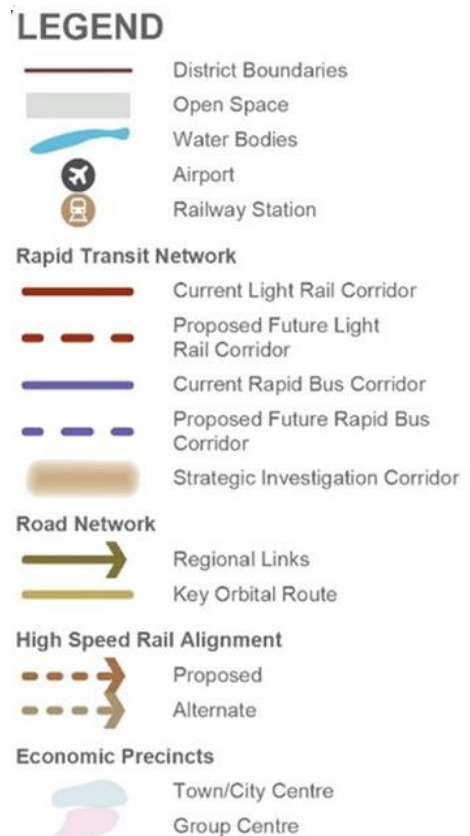 LEGEND
District Boundaries
Open Space
Water Bodies
Airport
Railway Station
Rapid Transit Network
Current Light Rail Corridor
Proposed Future Light
Rail Corridor
Current Rapid Bus Corridor
Proposed Future Rapid Bus
Corridor
Strategic Investigation Corridor
Road Network
Regional Links
Key Orbital Route
High Speed Rail Alignment
Proposed
Alternate
Economic Precincts
Town/City Centre
Group Centre